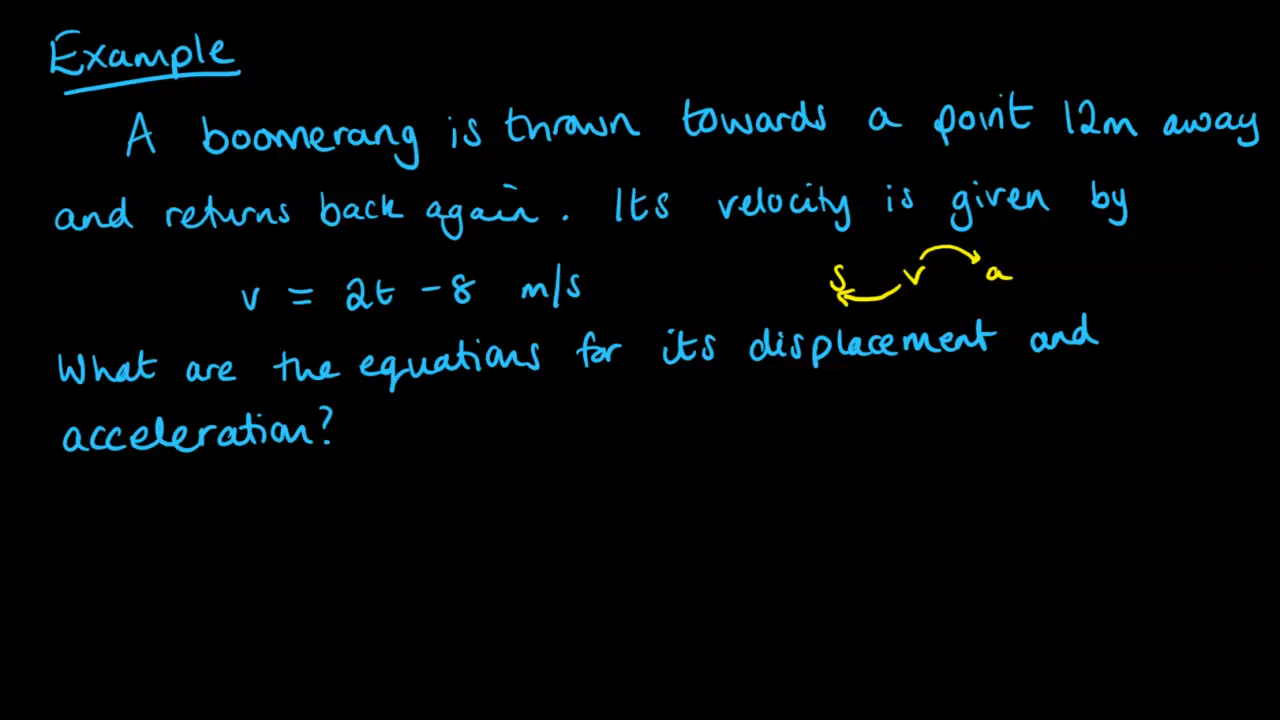 Example
A boomerang is thrown towards a point 12m away
and returns back again. Its velocity is given by
v = 2t - 8 m/s
s v a
What are the equations for its displacement and
acceleration?